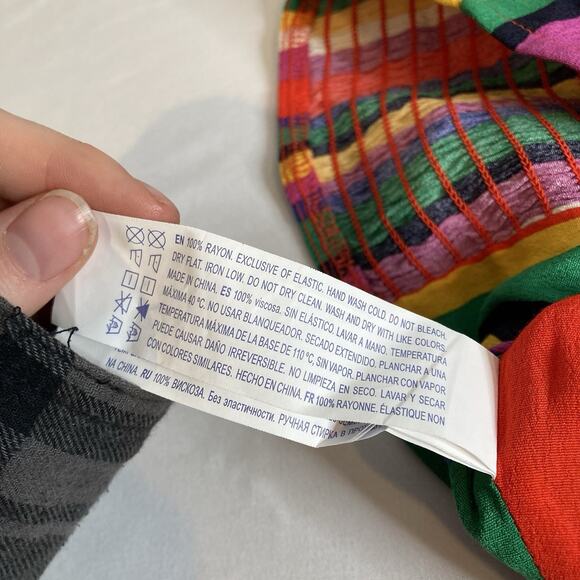 EN 100% RAYON. EXCLUSIVE OF ELASTIC. HAND WASH COLD. DO NOT BLEACH.
DRY FLAT. IRON LOW. DO NOT DRY CLEAN. WASH AND DRY WITH LIKE COLORS.
MADE IN CHINA. ES 100% viscosa. SIN ELÁSTICO. LAVAR A MANO. TEMPERATURA
MÁXIMA 40 °C. NO USAR BLANQUEADOR. SECADO EXTENDIDO. PLANCHAR A UNA
TEMPERATURA MÁXIMA DE LA BASE DE 110 °C, SIN VAPOR. PLANCHAR CON VAPOR
PUEDE CAUSAR DAÑO IRREVERSIBLE. NO LIMPIEZA EN SECO. LAVAR Y SECAR
CON COLORES SIMILARES. HECHO EN CHINA. FR 100% RAYONNE. ÉLASTIQUE NON
NA CHINA. RU 100% ВИСКОЗА. Без эластичности. РУЧНАЯ СТИРКА В